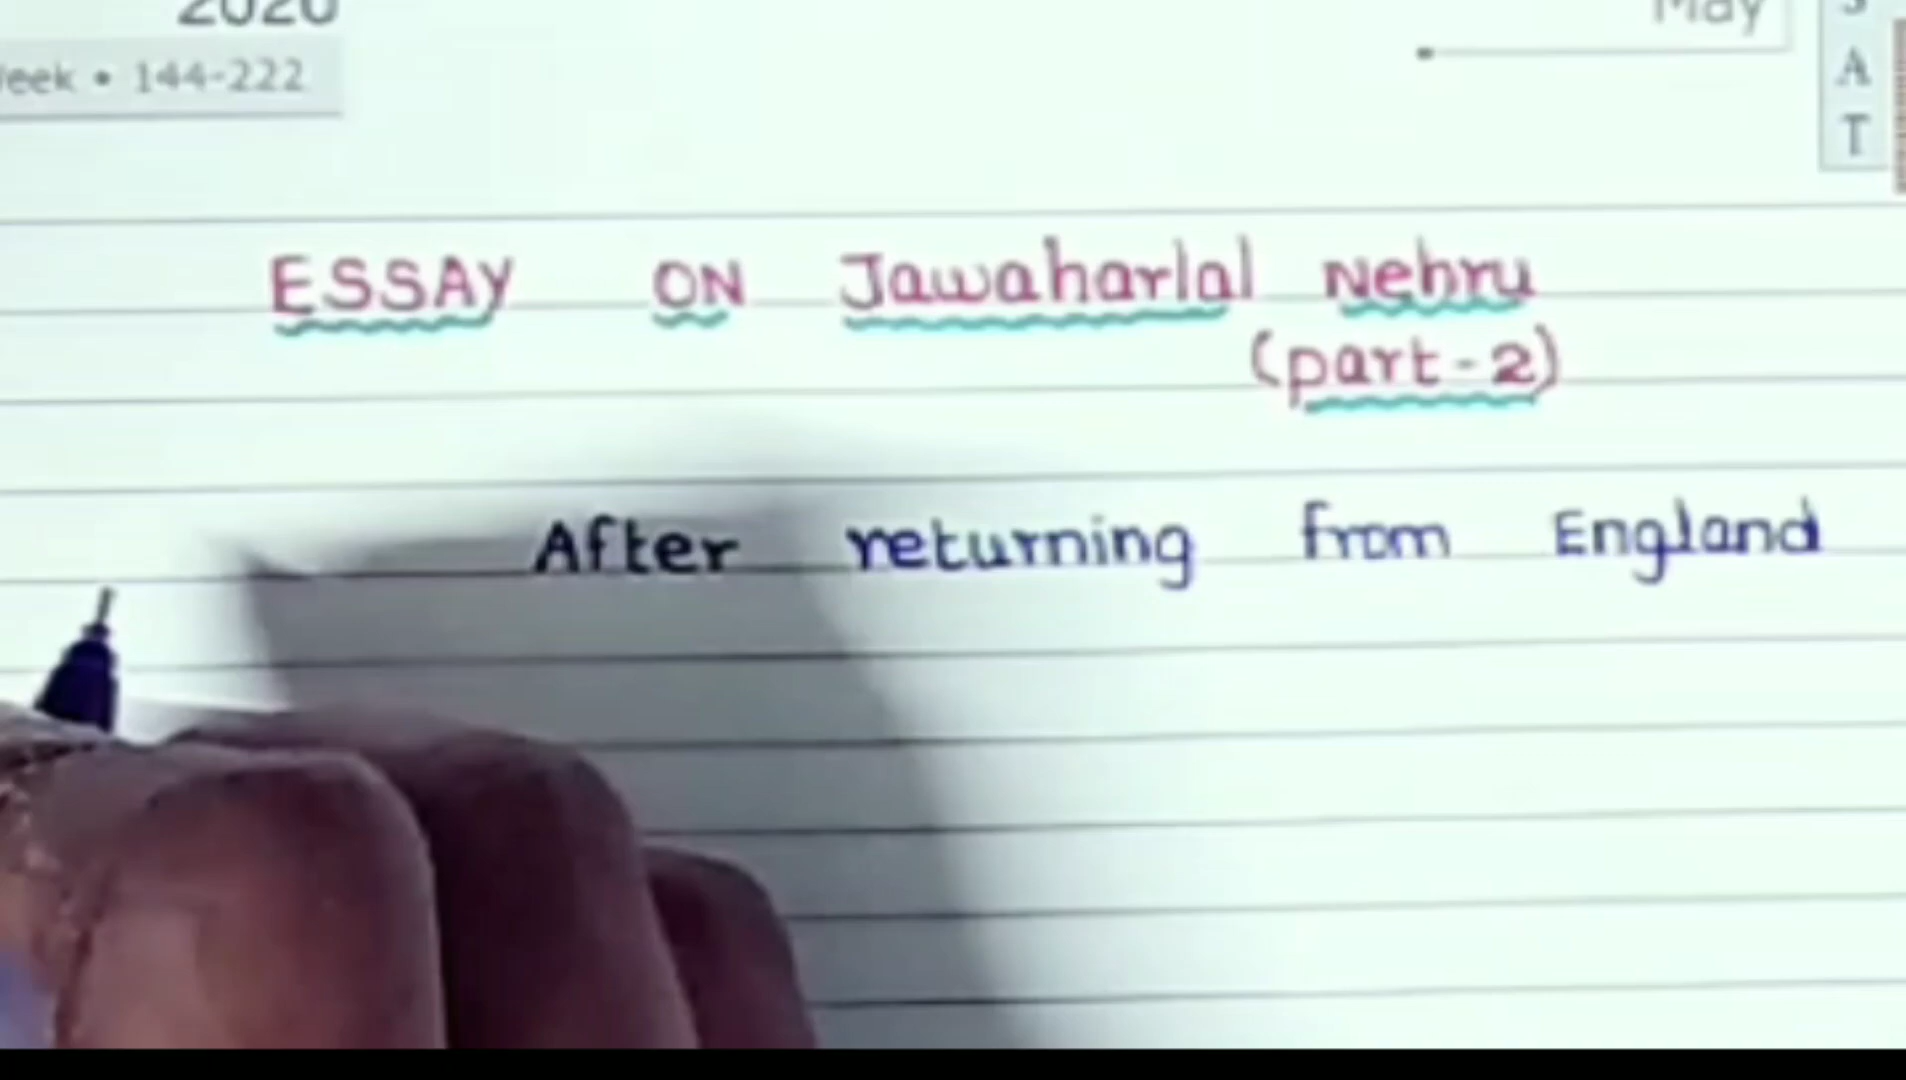 2020
May
Week • 144-222
S
A
T
ESSAY ON Jawaharlal Nehru
(part-2)
After returning from England